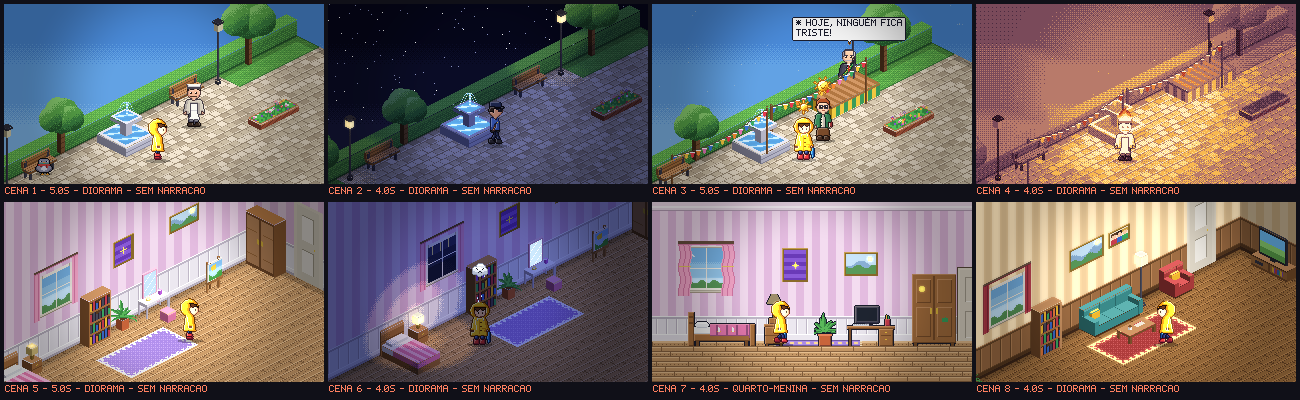 * HOJE, NINGUÉM FICA
TRISTE!
CENA 1 - 5.0S - DIORAMA - SEM NARRACAO
CENA 2 - 4.0S - DIORAMA - SEM NARRACAO
CENA 3 - 5.0S - DIORAMA - SEM NARRACAO
CENA 4 - 4.0S - DIORAMA - SEM NARRACAO
CENA 5 - 5.0S - DIORAMA - SEM NARRACAO
CENA 6 - 4.0S - DIORAMA - SEM NARRACAO
CENA 7 - 4.0S - QUARTO-MENINA - SEM NARRACAO
CENA 8 - 4.0S - DIORAMA - SEM NARRACAO